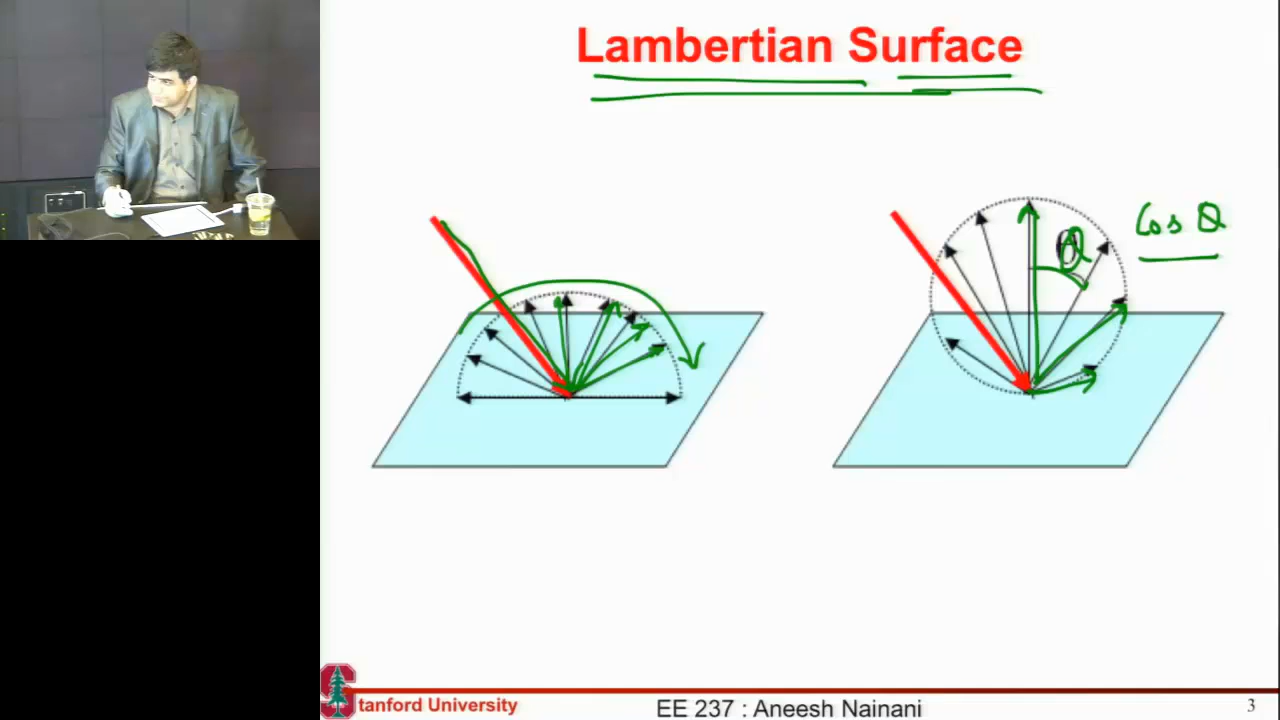 Lambertian Surface
θ
Cos θ
Stanford University
EE 237 : Aneesh Nainani
3